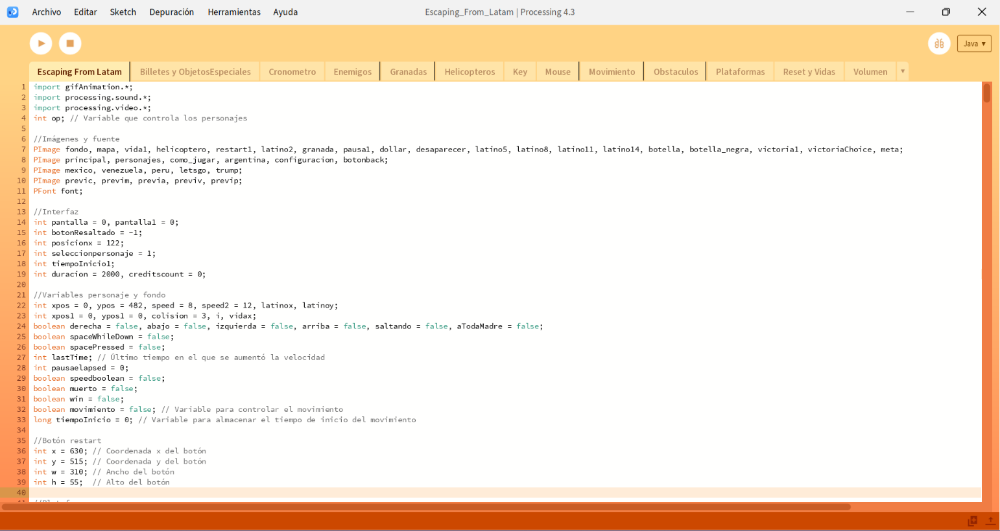 Archivo Editar Sketch Depuración Herramientas Ayuda Escaping_From_Latam | Processing 4.3
Java ▾
Escaping From Latam Billetes y ObjetosEspeciales Cronometro Enemigos Granadas Helicopteros Key Mouse Movimiento Obstaculos Plataformas Reset y Vidas Volumen ▾
1 import gifAnimation.*;
2 import processing.sound.*;
3 import processing.video.*;
4 int op; // Variable que controla los personajes
5
6 //Imágenes y fuente
7 PImage fondo, mapa, vida1, helicoptero, restart1, latino2, granada, pausa1, dollar, desaparecer, latino5, latino8, latino11, latino14, botella, botella_negra, victoria1, victoriaChoice, meta;
8 PImage principal, personajes, como_jugar, argentina, configuracion, botonback;
9 PImage mexico, venezuela, peru, letsgo, trump;
10 PImage previc, previm, previa, previv, previp;
11 PFont font;
12
13 //Interfaz
14 int pantalla = 0, pantalla1 = 0;
15 int botonResaltado = -1;
16 int posicionx = 122;
17 int seleccionpersonaje = 1;
18 int tiempoInicio1;
19 int duracion = 2000, creditscount = 0;
20
21 //Variables personaje y fondo
22 int xpos = 0, ypos = 482, speed = 8, speed2 = 12, latinox, latinoy;
23 int xpos1 = 0, ypos1 = 0, colision = 3, i, vidax;
24 boolean derecha = false, abajo = false, izquierda = false, arriba = false, saltando = false, aTodaMadre = false;
25 boolean spaceWhileDown = false;
26 boolean spacePressed = false;
27 int lastTime; // Último tiempo en el que se aumentó la velocidad
28 int pausaelapsed = 0;
29 boolean speedboolean = false;
30 boolean muerto = false;
31 boolean win = false;
32 boolean movimiento = false; // Variable para controlar el movimiento
33 long tiempoInicio = 0; // Variable para almacenar el tiempo de inicio del movimiento
34
35 //Botón restart
36 int x = 630; // Coordenada x del botón
37 int y = 515; // Coordenada y del botón
38 int w = 310; // Ancho del botón
39 int h = 55;  // Alto del botón
40